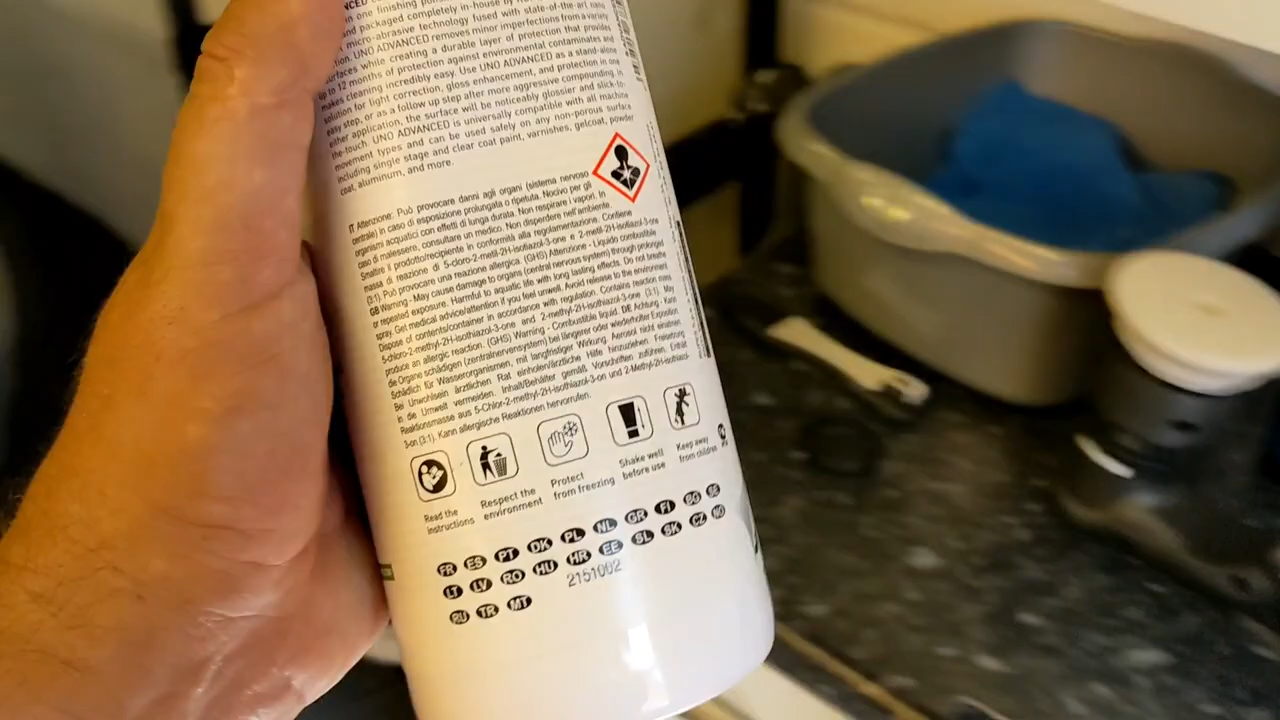 in one finishing
and packaged completely in-house by
micro-abrasive technology fused with state-of-the-art nano
UNO ADVANCED removes minor imperfections from a variety
surfaces while creating a durable layer of protection that provides
up to 12 months of protection against environmental contaminates and
makes cleaning incredibly easy. Use UNO ADVANCED as a stand-alone
solution for light correction, gloss enhancement, and protection in one
easy step, or as a follow up step after more aggressive compounding. In
either application, the surface will be noticeably glossier and slick-to-
the-touch. UNO ADVANCED is universally compatible with all machine
movement types and can be used safely on any non-porous surface
including single stage and clear coat paint, varnishes, gelcoat, powder
coat, aluminum, and more.
IT Attenzione: Può provocare danni agli organi (sistema nervoso
centrale) in caso di esposizione prolungata o ripetuta. Nocivo per gli
organismi acquatici con effetti di lunga durata. Non respirare i vapori. In
caso di malessere, consultare un medico. Non disperdere nell'ambiente.
Smaltire il prodotto/recipiente in conformità alla regolamentazione. Contiene
massa di reazione di 5-cloro-2-metil-2H-isotiazol-3-one e 2-metil-2H-isotiazol-3-one
(3:1). Può provocare una reazione allergica. (GHS) Attenzione - Liquido combustibile
GB Warning - May cause damage to organs (central nervous system) through prolonged
or repeated exposure. Harmful to aquatic life with long lasting effects. Do not breathe
spray. Get medical advice/attention if you feel unwell. Avoid release to the environment
Dispose of contents/container in accordance with regulation. Contains reaction mass
5-cloro-2-methyl-2H-isothiazol-3-one and 2-methyl-2H-isothiazol-3-one (3:1). May
produce an allergic reaction. (GHS) Warning - Combustible liquid. DE Achtung - Kann
die Organe schädigen (zentralnervensystem) bei längerer oder wiederholter Exposition
Schädlich für Wasserorganismen, mit langfristiger Wirkung. Aerosol nicht einatmen.
Bei Unwohlsein ärztlichen Rat einholen/ärztliche Hilfe hinzuziehen. Freisetzung
in die Umwelt vermeiden. Inhalt/Behälter gemäß Vorschriften zuführen. Enthält
Reaktionsmasse aus 5-Chlor-2-methyl-2H-isothiazol-3-on und 2-Methyl-2H-isothiazol-
3-on (3:1). Kann allergische Reaktionen hervorrufen.
Read the
instructions
Respect the
environment
Protect
from freezing
Shake well
before use
Keep away
from children
FR ES PT DK PL NL GR FI BG SE
LT LV RO HU HR EE SL SK CZ NO
RU TR MT
2151002